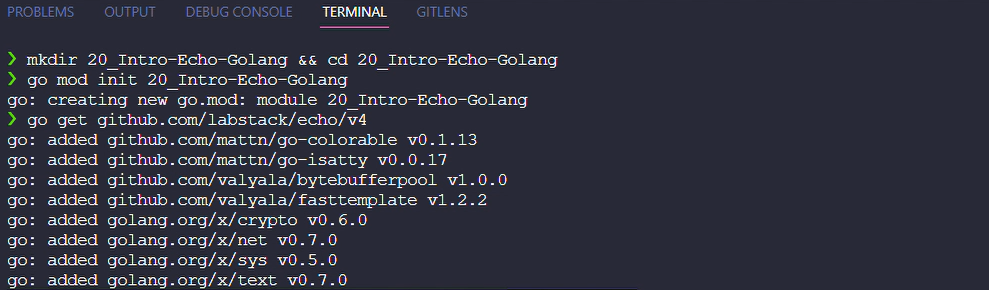 PROBLEMS OUTPUT DEBUG CONSOLE TERMINAL GITLENS
❯ mkdir 20_Intro-Echo-Golang && cd 20_Intro-Echo-Golang
❯ go mod init 20_Intro-Echo-Golang
go: creating new go.mod: module 20_Intro-Echo-Golang
❯ go get github.com/labstack/echo/v4
go: added github.com/mattn/go-colorable v0.1.13
go: added github.com/mattn/go-isatty v0.0.17
go: added github.com/valyala/bytebufferpool v1.0.0
go: added github.com/valyala/fasttemplate v1.2.2
go: added golang.org/x/crypto v0.6.0
go: added golang.org/x/net v0.7.0
go: added golang.org/x/sys v0.5.0
go: added golang.org/x/text v0.7.0